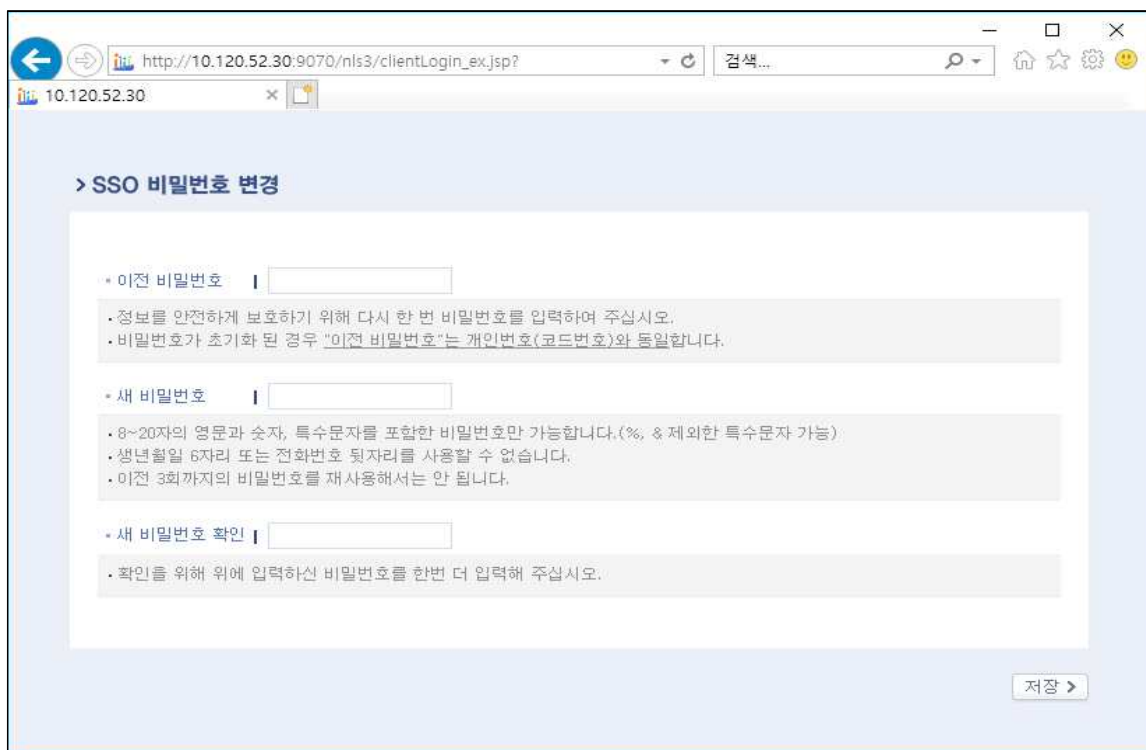 http://10.120.52.30:9070/nls3/clientLogin_ex.jsp?
검색...
10.120.52.30
> SSO 비밀번호 변경
이전 비밀번호
• 정보를 안전하게 보호하기 위해 다시 한 번 비밀번호를 입력하여 주십시오.
• 비밀번호가 초기화 된 경우 "이전 비밀번호"는 개인번호(코드번호)와 동일합니다.
새 비밀번호
• 8~20자의 영문과 숫자, 특수문자를 포함한 비밀번호만 가능합니다.(%, & 제외한 특수문자 가능)
• 생년월일 6자리 또는 전화번호 뒷자리를 사용할 수 없습니다.
• 이전 3회까지의 비밀번호를 재사용해서는 안 됩니다.
새 비밀번호 확인
• 확인을 위해 위에 입력하신 비밀번호를 한번 더 입력해 주십시오.
저장 >